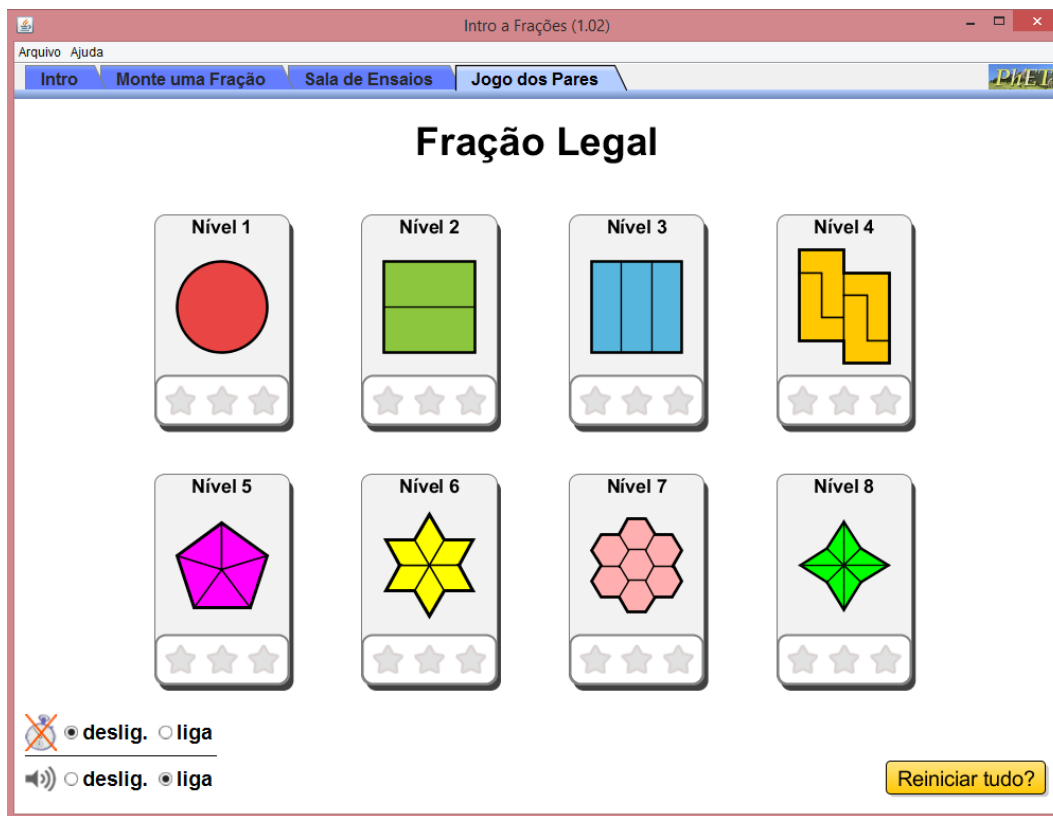 Intro a Frações (1.02)
Arquivo Ajuda
Intro Monte uma Fração Sala de Ensaios Jogo dos Pares PhET
Fração Legal
Nível 1 Nível 2 Nível 3 Nível 4
Nível 5 Nível 6 Nível 7 Nível 8
deslig. liga
deslig. liga
Reiniciar tudo?